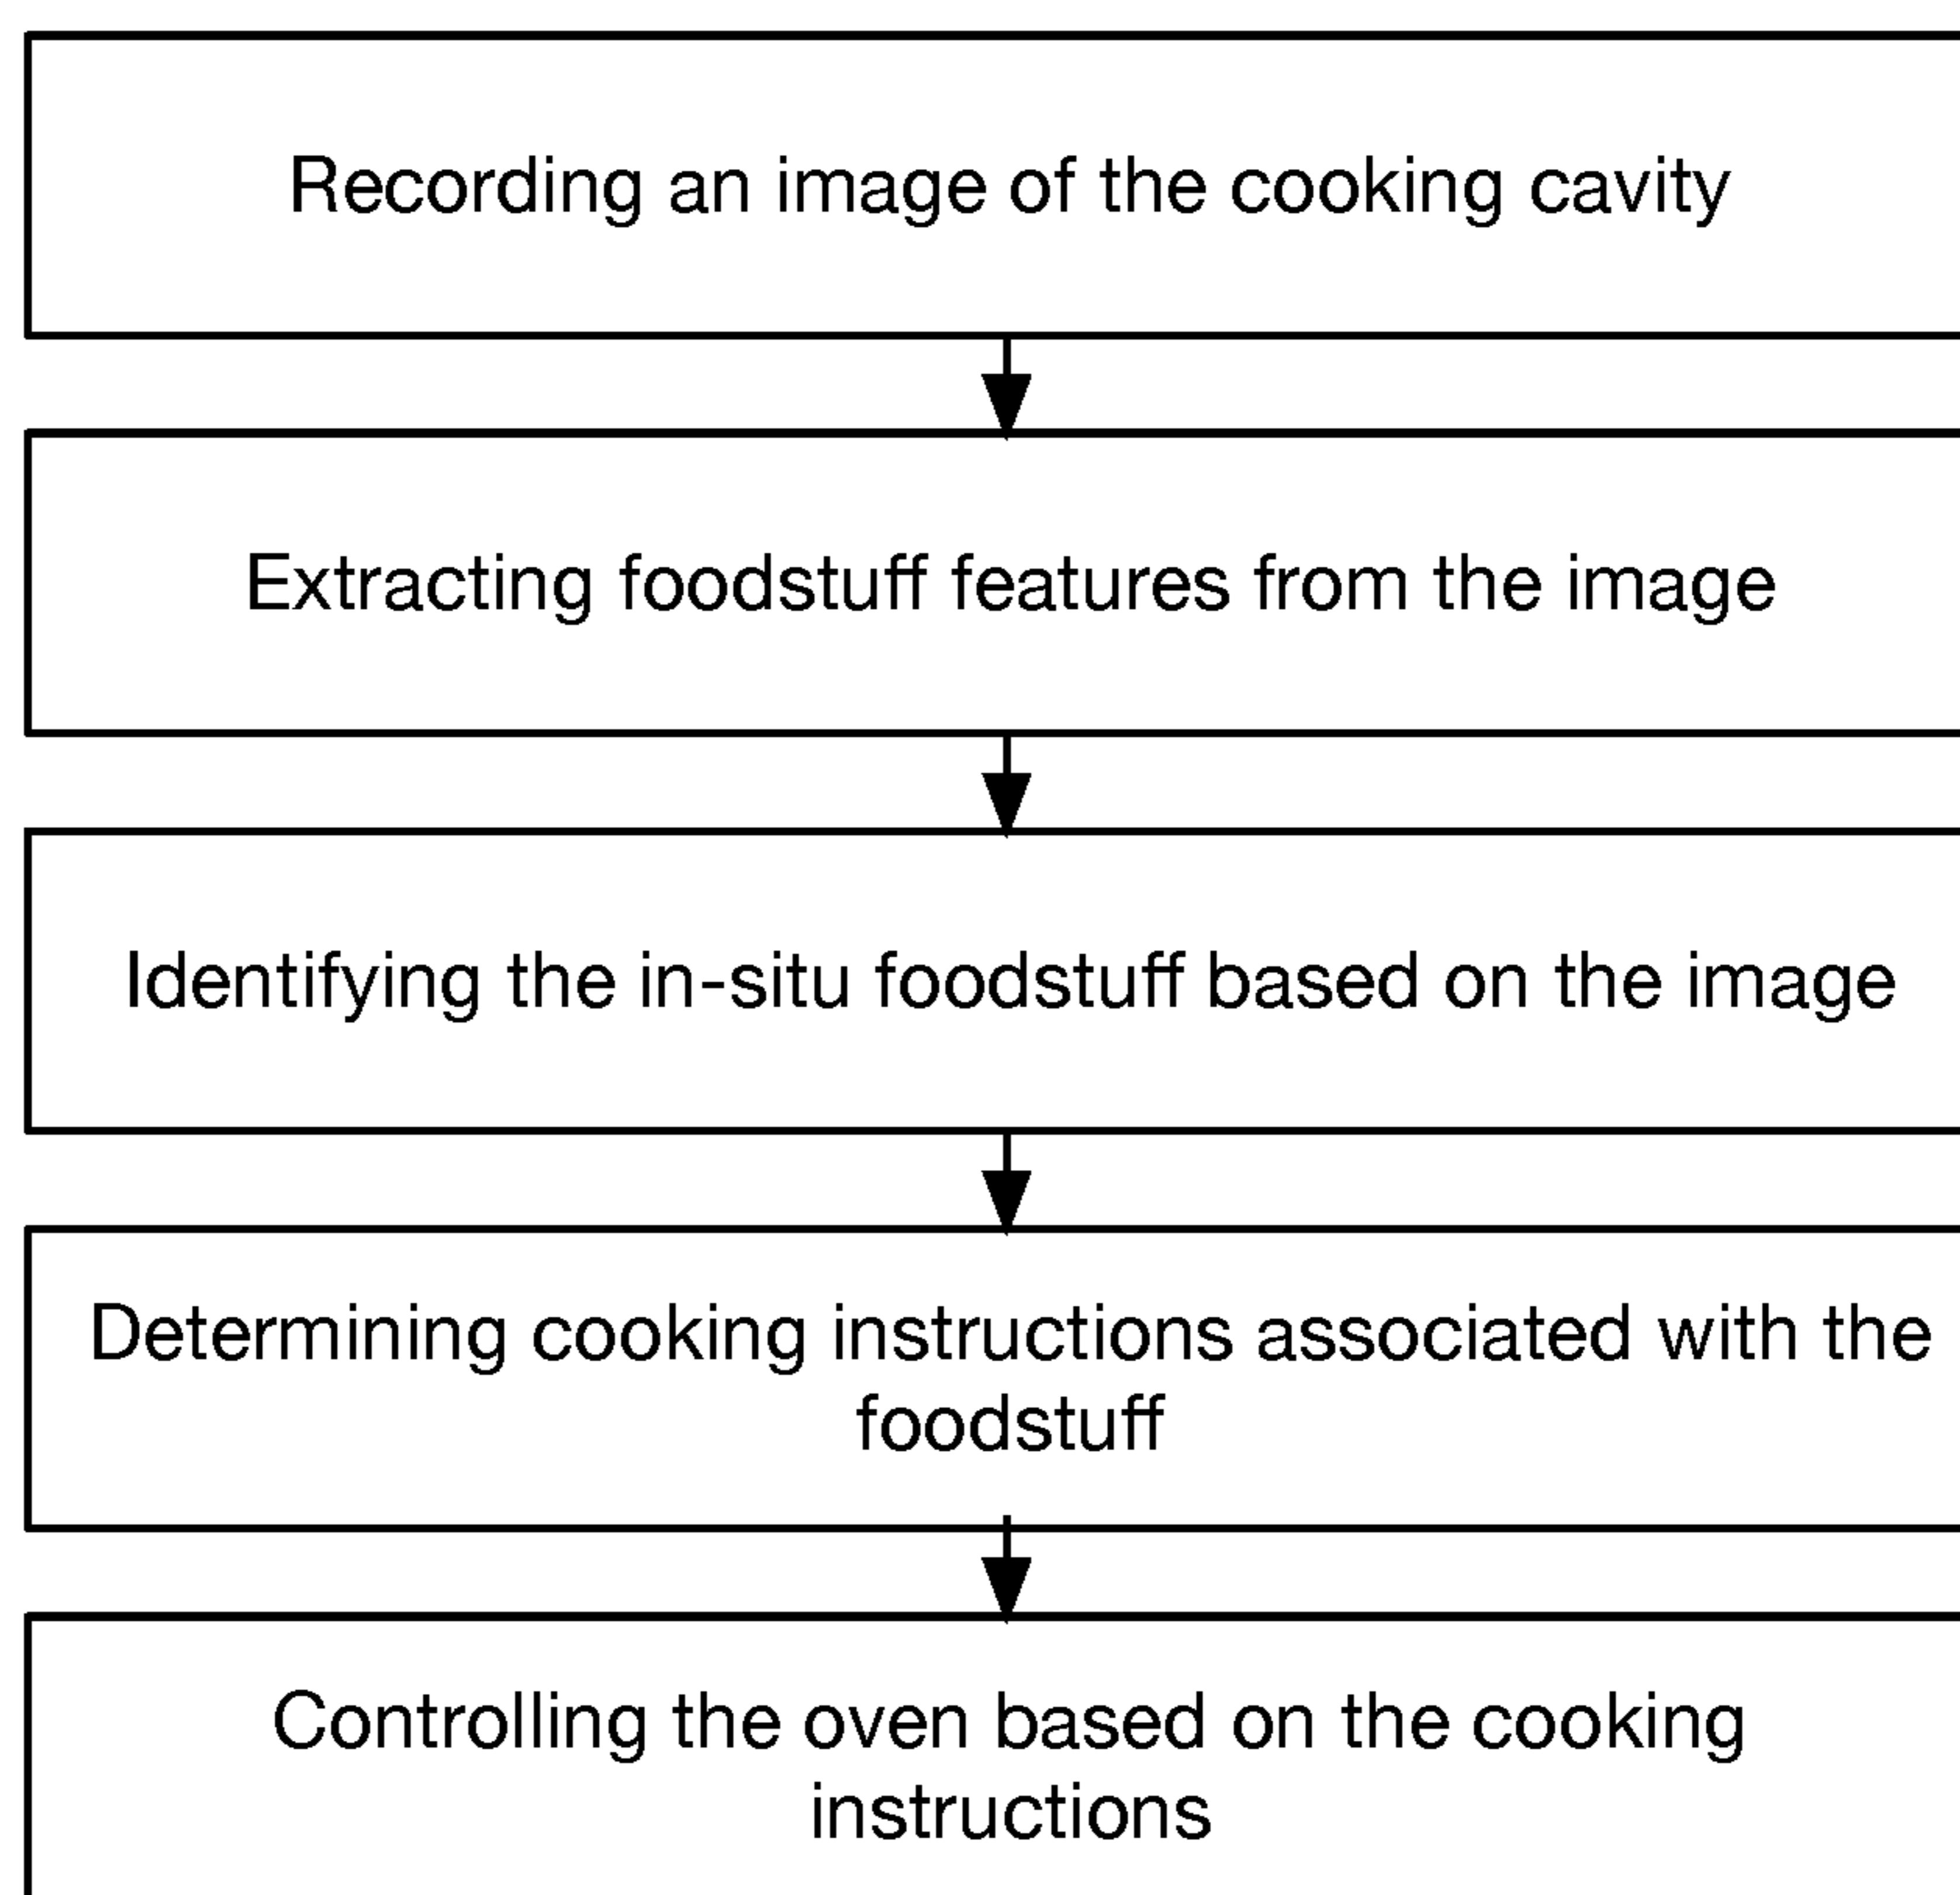 Recording an image of the cooking cavity
Extracting foodstuff features from the image
Identifying the in-situ foodstuff based on the image
Determining cooking instructions associated with the
foodstuff
Controlling the oven based on the cooking
instructions